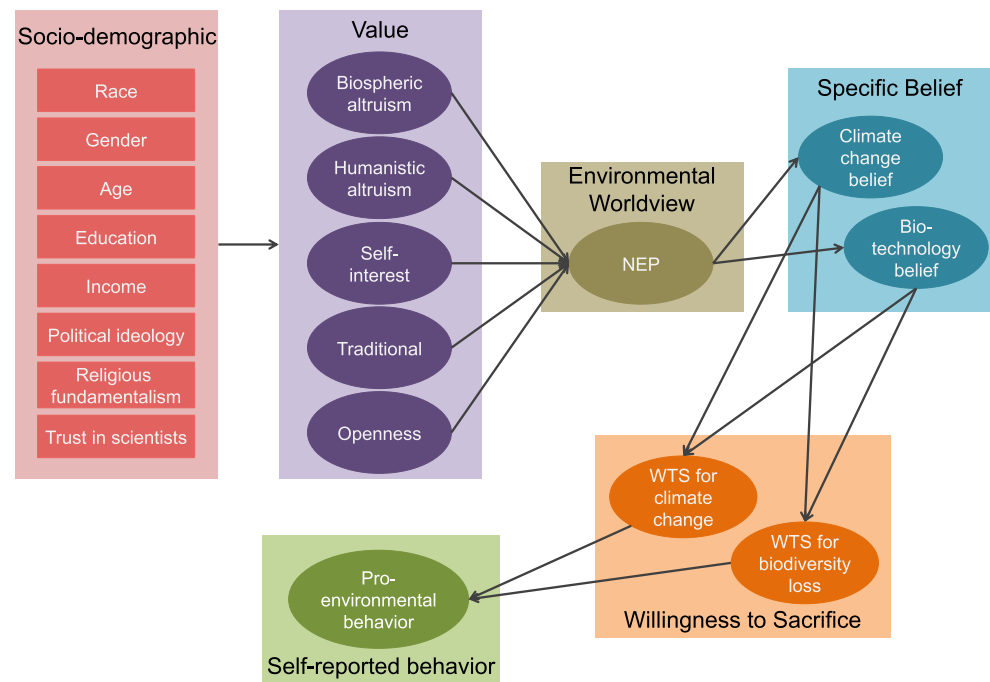 Socio-demographic
Race
Gender
Age
Education
Income
Political ideology
Religious
fundamentalism
Trust in scientists
Value
Biospheric
altruism
Humanistic
altruism
Self-
interest
Traditional
Openness
Environmental
Worldview
NEP
Specific Belief
Climate
change
belief
Bio-
technology
belief
WTS for
climate
change
WTS for
biodiversity
loss
Willingness to Sacrifice
Pro-
environmental
behavior
Self-reported behavior